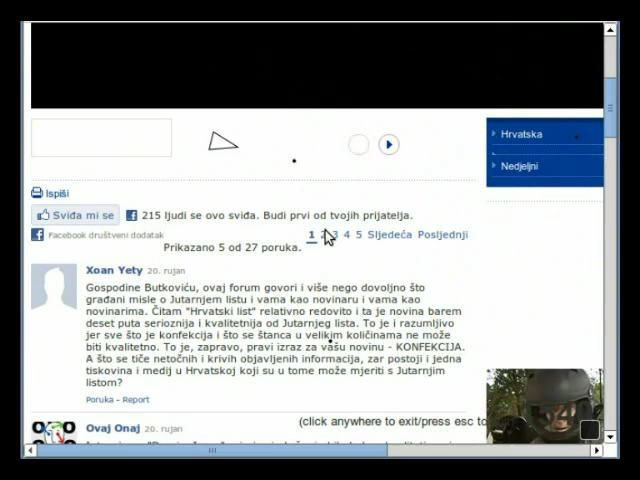 Hrvatska
Nedjeljni
Ispiši
Sviđa mi se
215 ljudi se ovo sviđa. Budi prvi od tvojih prijatelja.
Facebook društveni dodatak
1 2 3 4 5 Sljedeća Posljednji
Prikazano 5 od 27 poruka.
Xoan Yety 20. rujan
Gospodine Butkoviću, ovaj forum govori i više nego dovoljno što
građani misle o Jutarnjem listu i vama kao novinaru i vama kao
novinarima. Čitam "Hrvatski list" relativno redovito i ta je novina barem
deset puta serioznija i kvalitetnija od Jutarnjeg lista. To je i razumljivo
jer sve što je konfekcija i što se štanca u velikim količinama ne može
biti kvalitetno. To je, zapravo, pravi izraz za vašu novinu - KONFEKCIJA.
A što se tiče netočnih i krivih objavljenih informacija, zar postoji i jedna
tiskovina i medij u Hrvatskoj koji su u tome može mjeriti s Jutarnjim
listom?
Poruka - Report
(click anywhere to exit/press esc to
Ovaj Onaj 20. rujan